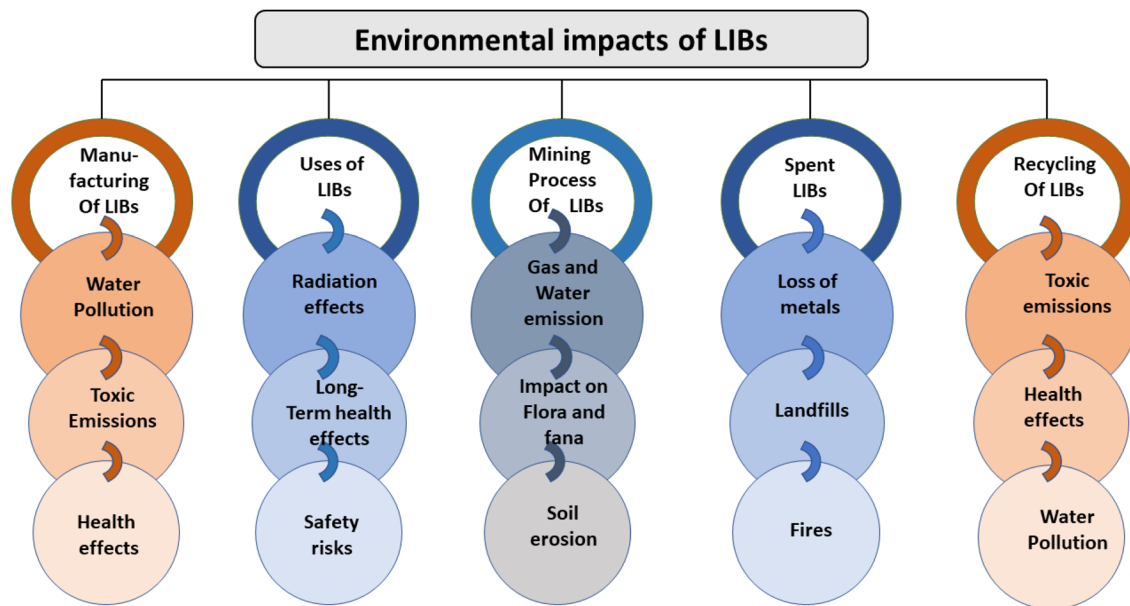 Environmental impacts of LIBs
Manu-
facturing
Of LIBs
Water
Pollution
Toxic
Emissions
Health
effects
Uses of
LIBs
Radiation
effects
Long-
Term health
effects
Safety
risks
Mining
Process
Of LIBs
Gas and
Water
emission
Impact on
Flora and
fana
Soil
erosion
Spent
LIBs
Loss of
metals
Landfills
Fires
Recycling
Of LIBs
Toxic
emissions
Health
effects
Water
Pollution